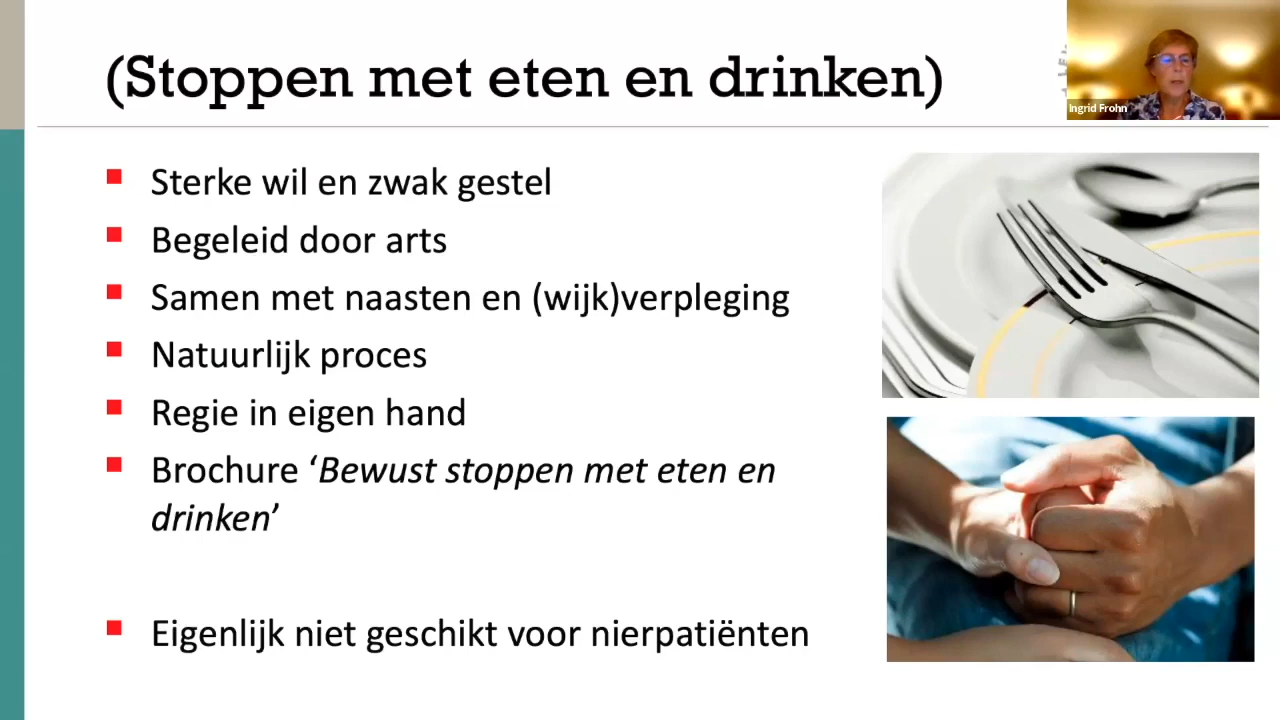 (Stoppen met eten en drinken)
Ingrid Frohn
Sterke wil en zwak gestel
Begeleid door arts
Samen met naasten en (wijk)verpleging
Natuurlijk proces
Regie in eigen hand
Brochure ‘Bewust stoppen met eten en
drinken’
Eigenlijk niet geschikt voor nierpatiënten